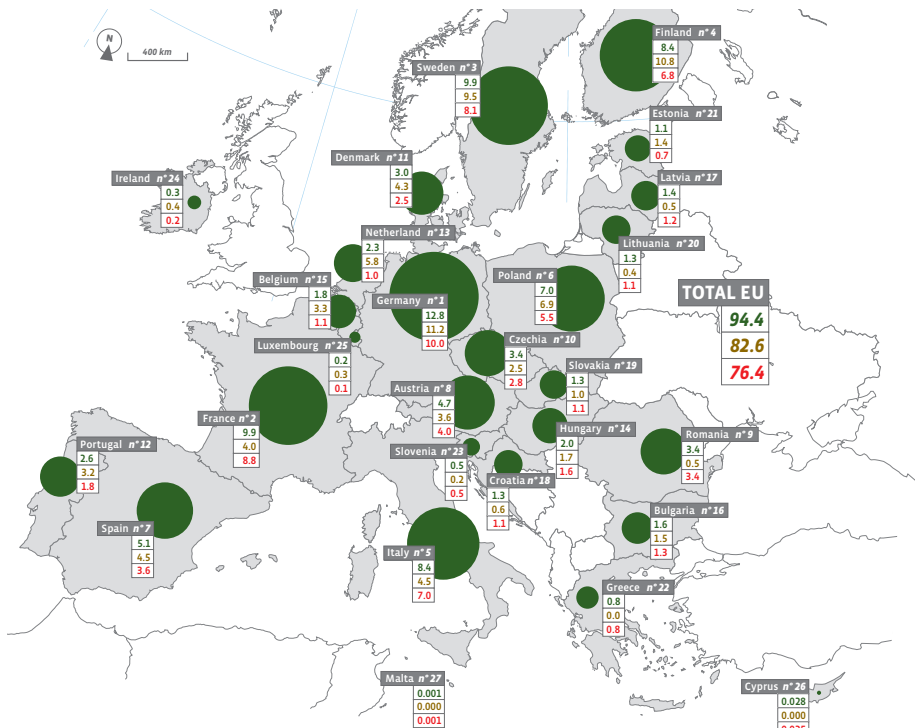 N
400 km
Finland n°4
8.4
10.8
6.8
Sweden n°3
9.9
9.5
8.1
Estonia n°21
1.1
1.4
0.7
Denmark n°11
3.0
4.3
2.5
Ireland n°24
0.3
0.4
0.2
Latvia n°17
1.4
0.5
1.2
Netherland n°13
2.3
5.8
1.0
Lithuania n°20
1.3
0.4
1.1
Belgium n°15
1.8
3.3
1.1
Germany n°1
12.8
11.2
10.0
Poland n°6
7.0
6.9
5.5
TOTAL EU
94.4
82.6
76.4
Luxembourg n°25
0.2
0.3
0.1
Czechia n°10
3.4
2.5
2.8
Slovakia n°19
1.3
1.0
1.1
Austria n°8
4.7
3.6
4.0
France n°2
9.9
4.0
8.8
Hungary n°14
2.0
1.7
1.6
Romania n°9
3.4
0.5
3.4
Portugal n°12
2.6
3.2
1.8
Slovenia n°23
0.5
0.2
0.5
Croatia n°18
1.3
0.6
1.1
Spain n°7
5.1
4.5
3.6
Bulgaria n°16
1.6
1.5
1.3
Italy n°5
8.4
4.5
7.0
Greece n°22
0.8
0.0
0.8
Malta n°27
0.001
0.000
0.001
Cyprus n°26
0.028
0.000